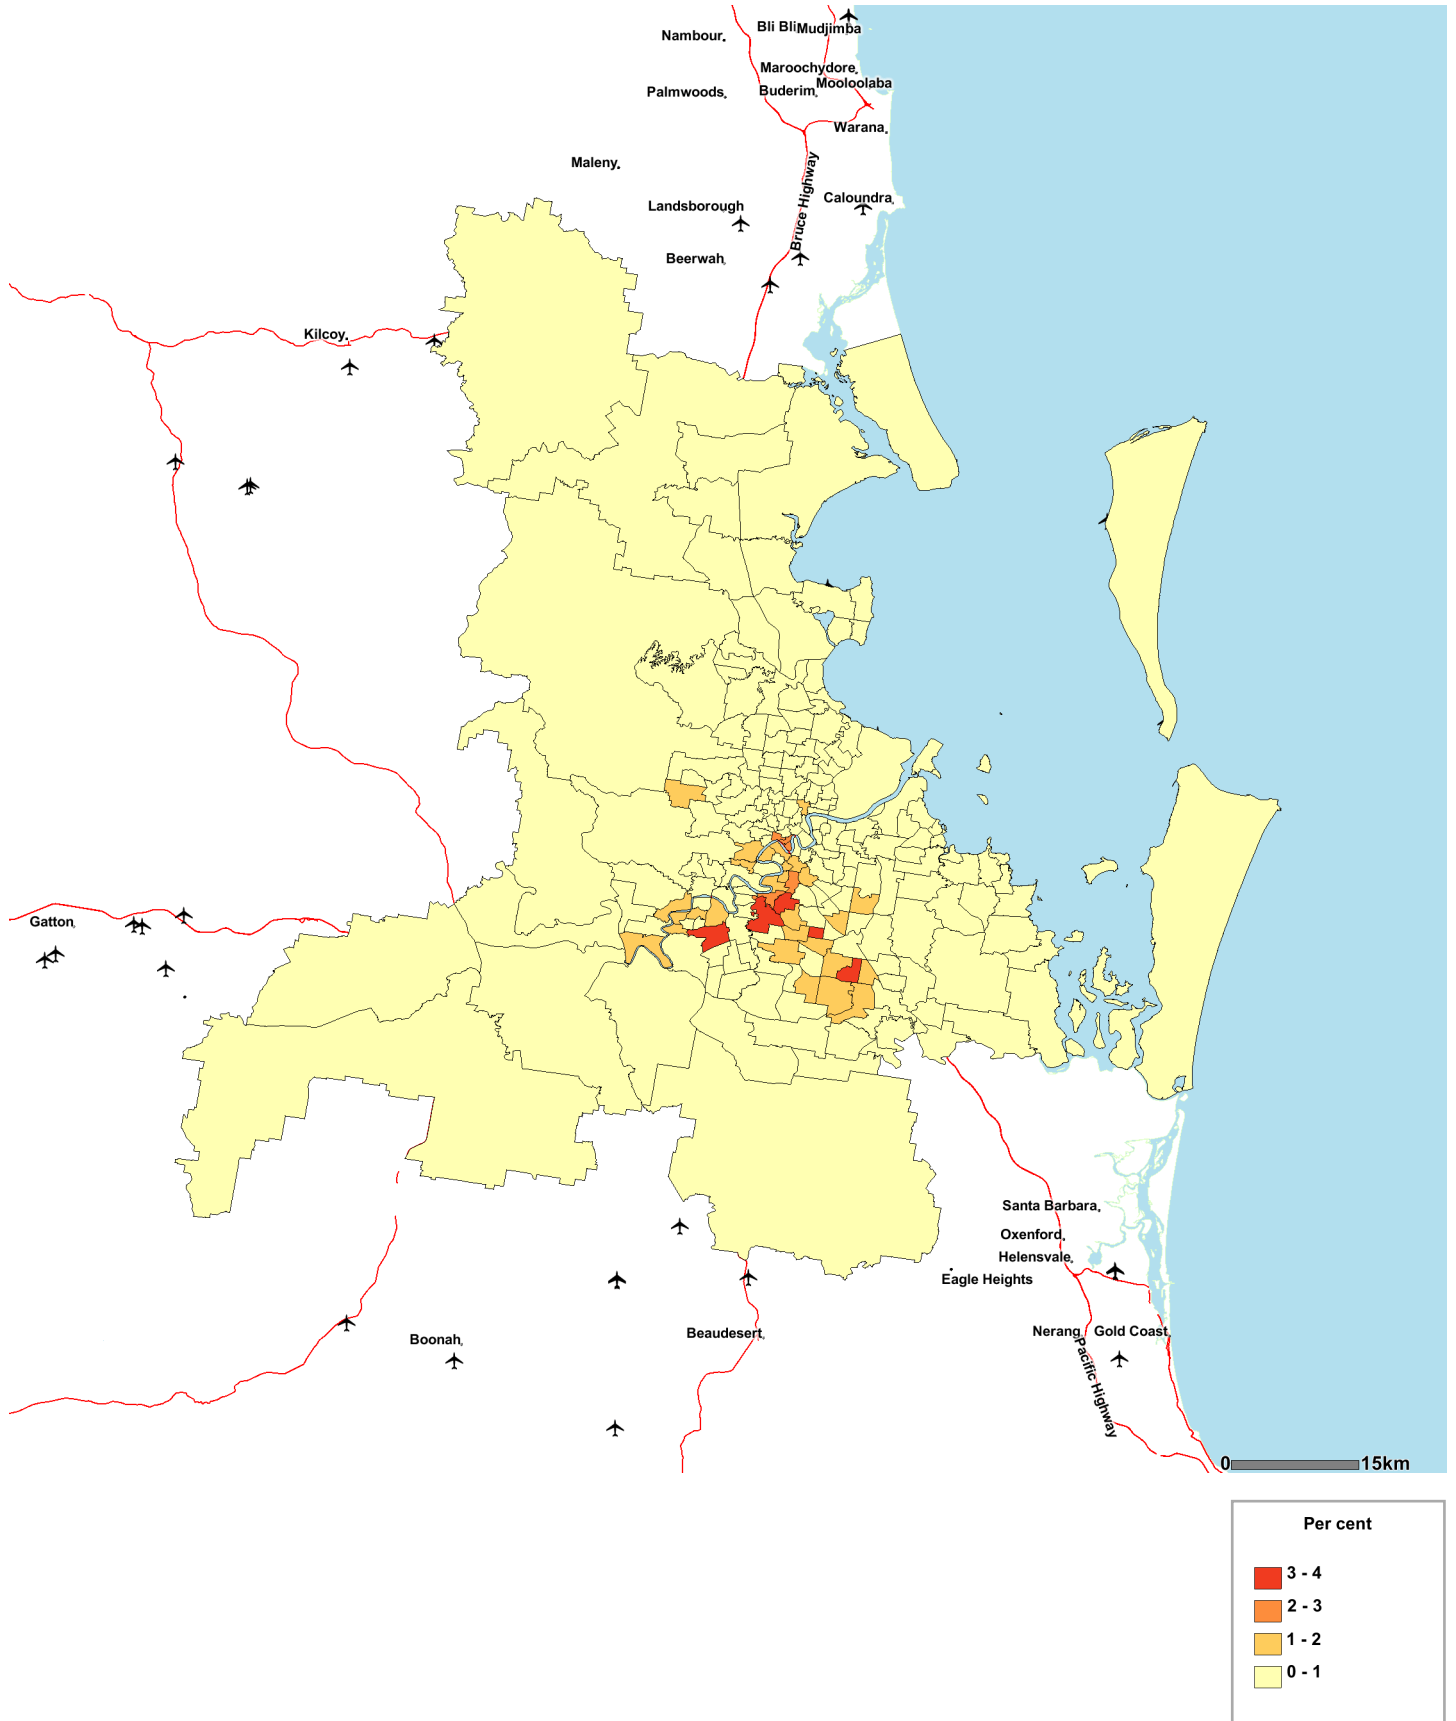 Bli Bli
Mudjimba
Nambour
Maroochydore
Mooloolaba
Palmwoods
Buderim
Warana
Maleny
Bruce Highway
Caloundra
Landsborough
Beerwah
Kilcoy
Gatton
Santa Barbara
Oxenford
Helensvale
Eagle Heights
Boonah
Beaudesert
Nerang
Gold Coast
Pacific Highway
0 15km
Per cent
3 - 4
2 - 3
1 - 2
0 - 1